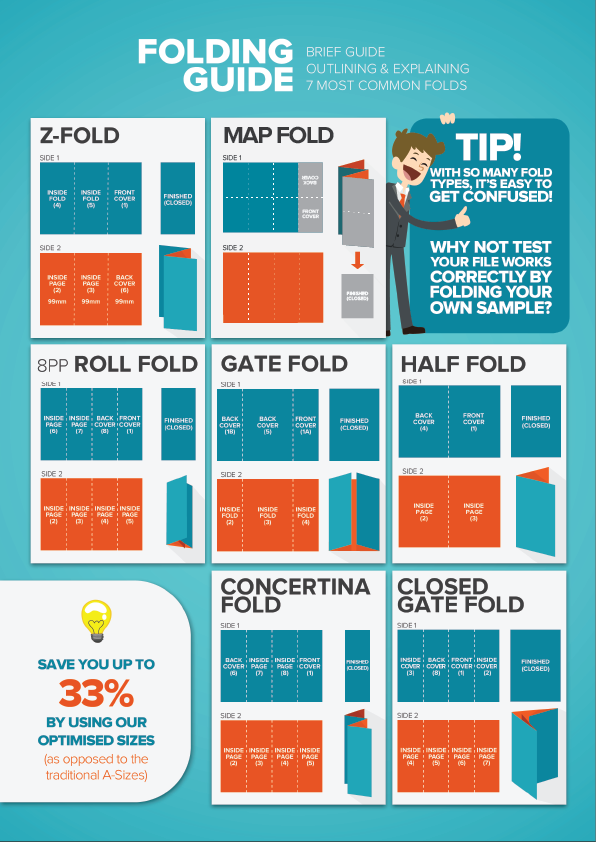 FOLDING
GUIDE
BRIEF GUIDE
OUTLINING & EXPLAINING
7 MOST COMMON FOLDS
Z-FOLD
SIDE 1
INSIDE
FOLD
(4)
INSIDE
FOLD
(5)
FRONT
COVER
(1)
FINISHED
(CLOSED)
SIDE 2
INSIDE
PAGE
(2)
99mm
INSIDE
PAGE
(3)
99mm
BACK
COVER
(6)
99mm
MAP FOLD
SIDE 1
BACK
COVER
FRONT
COVER
SIDE 2
FINISHED
(CLOSED)
TIP!
WITH SO MANY FOLD
TYPES, IT'S EASY TO
GET CONFUSED!
WHY NOT TEST
YOUR FILE WORKS
CORRECTLY BY
FOLDING YOUR
OWN SAMPLE?
8PP ROLL FOLD
SIDE 1
INSIDE
PAGE
(6)
INSIDE
PAGE
(7)
BACK
COVER
(8)
FRONT
COVER
(1)
FINISHED
(CLOSED)
SIDE 2
INSIDE
PAGE
(2)
INSIDE
PAGE
(3)
INSIDE
PAGE
(4)
INSIDE
PAGE
(5)
GATE FOLD
SIDE 1
BACK
COVER
(1B)
BACK
COVER
(5)
FRONT
COVER
(1A)
FINISHED
(CLOSED)
SIDE 2
INSIDE
FOLD
(2)
INSIDE
FOLD
(3)
INSIDE
FOLD
(4)
HALF FOLD
SIDE 1
BACK
COVER
(4)
FRONT
COVER
(1)
FINISHED
(CLOSED)
SIDE 2
INSIDE
PAGE
(2)
INSIDE
PAGE
(3)
SAVE YOU UP TO
33%
BY USING OUR
OPTIMISED SIZES
(as opposed to the
traditional A-Sizes)
CONCERTINA
FOLD
SIDE 1
BACK
COVER
(6)
INSIDE
PAGE
(7)
INSIDE
PAGE
(8)
FRONT
COVER
(1)
FINISHED
(CLOSED)
SIDE 2
INSIDE
PAGE
(2)
INSIDE
PAGE
(3)
INSIDE
PAGE
(4)
INSIDE
PAGE
(5)
CLOSED
GATE FOLD
SIDE 1
INSIDE
COVER
(3)
BACK
COVER
(8)
FRONT
COVER
(1)
INSIDE
COVER
(2)
FINISHED
(CLOSED)
SIDE 2
INSIDE
PAGE
(4)
INSIDE
PAGE
(5)
INSIDE
PAGE
(6)
INSIDE
PAGE
(7)